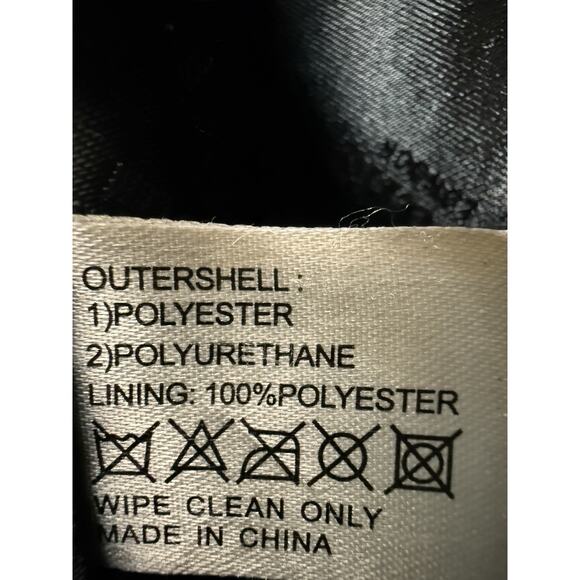 OUTERSHELL :
1)POLYESTER
2)POLYURETHANE
LINING: 100%POLYESTER
WIPE CLEAN ONLY
MADE IN CHINA